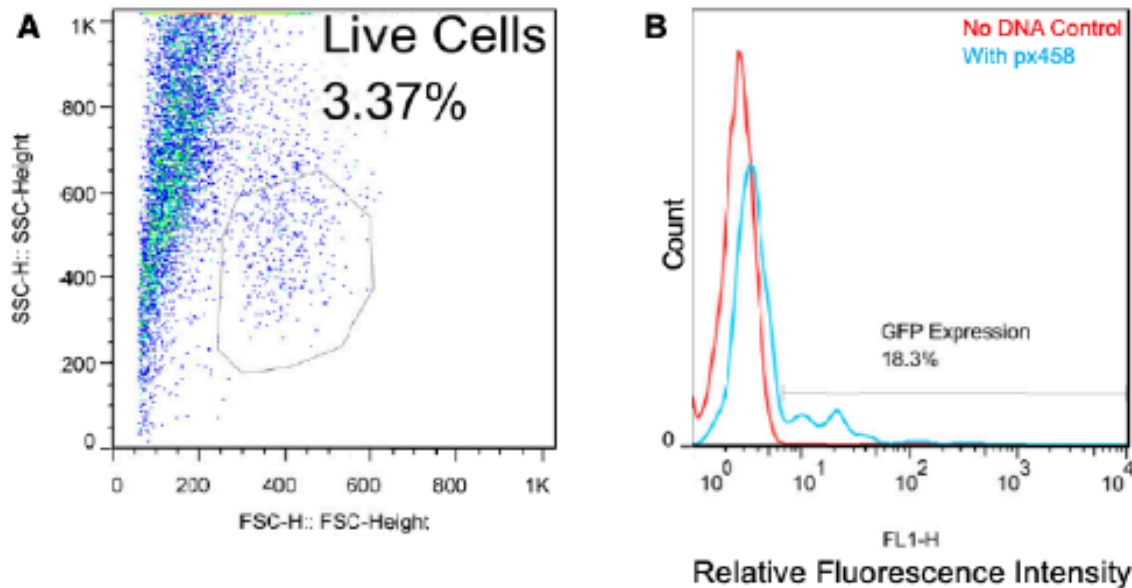 A
Live Cells
3.37%
1K
800
600
400
200
0
SSC-H:: SSC-Height
0
200
400
600
800
1K
FSC-H:: FSC-Height
B
No DNA Control
With px458
Count
GFP Expression
18.3%
0
10^0
10^1
10^2
10^3
10^4
FL1-H
Relative Fluorescence Intensity